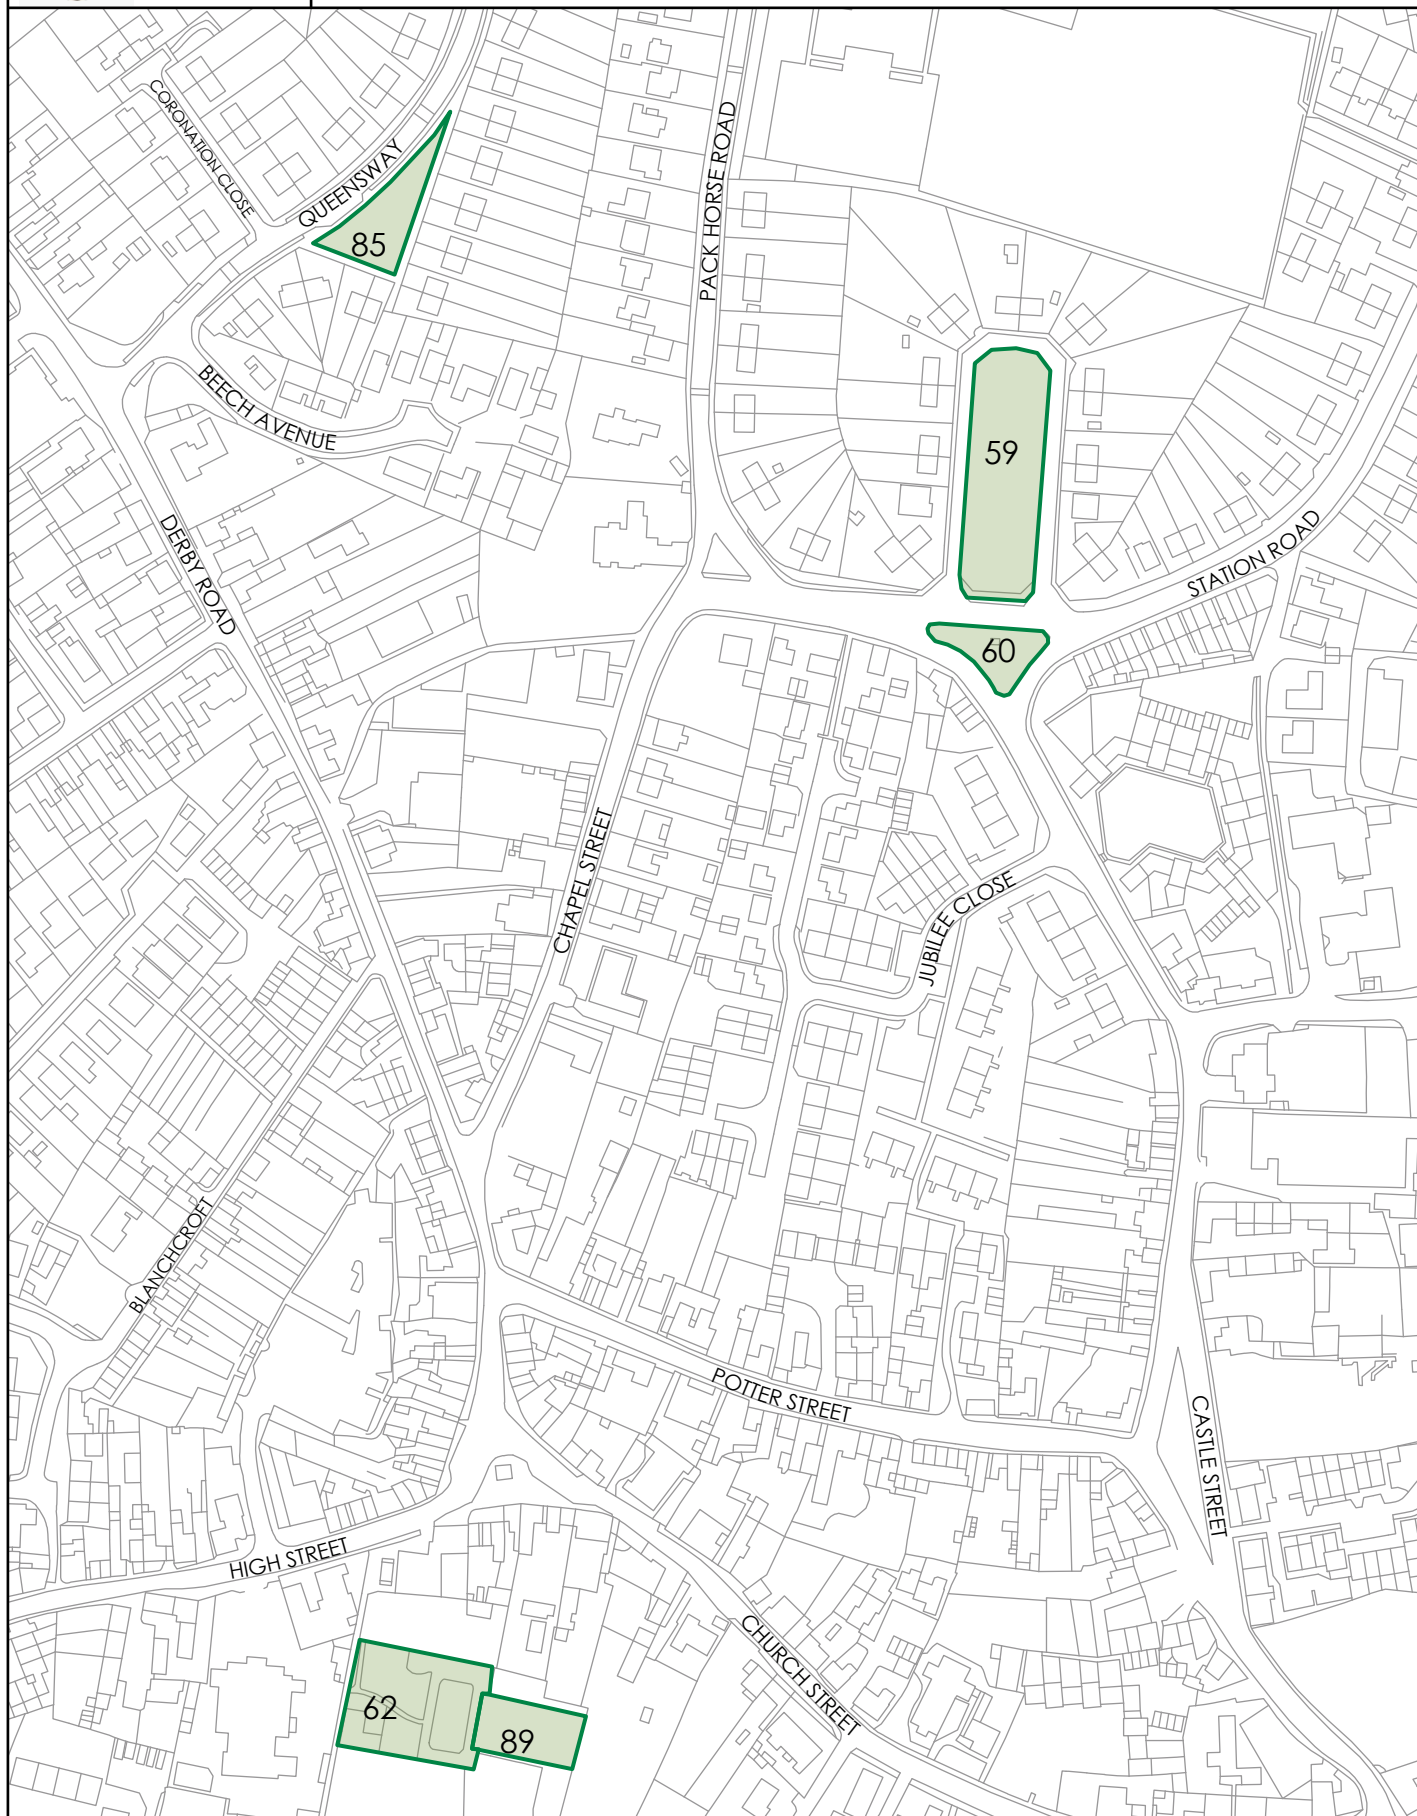 CORONATION CLOSE
QUEENSWAY
85
PACK HORSE ROAD
BEECH AVENUE
59
DERBY ROAD
STATION ROAD
60
CHAPEL STREET
JUBILEE CLOSE
BLANCHCROFT
POTTER STREET
CASTLE STREET
HIGH STREET
CHURCH STREET
62
89